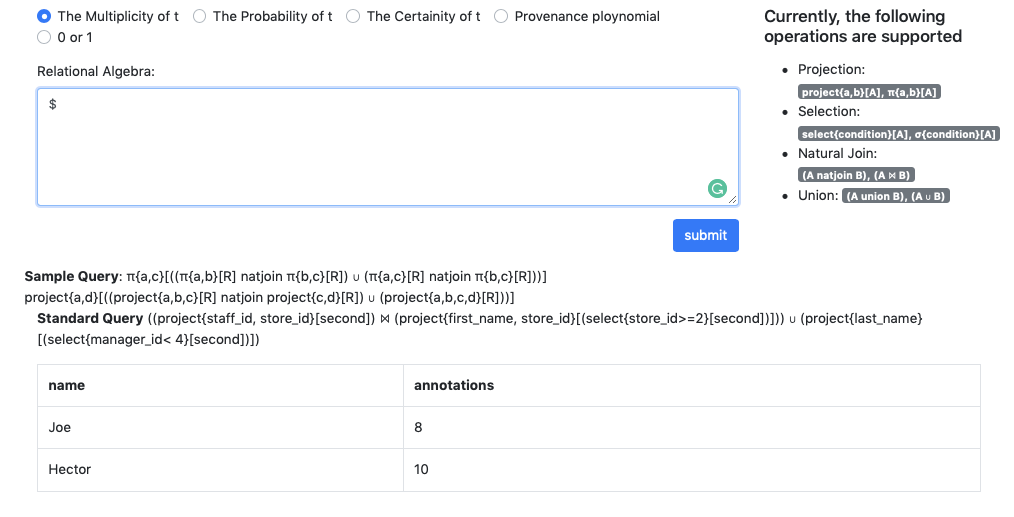 The Multiplicity of t The Probability of t The Certainity of t Provenance ploynomial
0 or 1
Relational Algebra:
$
submit
Currently, the following
operations are supported
• Projection:
project{a,b}[A], π{a,b}[A]
• Selection:
select{condition}[A], σ{condition}[A]
• Natural Join:
(A natjoin B), (A ⋈ B)
• Union: (A union B), (A ∪ B)
Sample Query: π{a,c}[((π{a,b}[R] natjoin π{b,c}[R]) ∪ (π{a,c}[R] natjoin π{b,c}[R]))]
project{a,d}[((project{a,b,c}[R] natjoin project{c,d}[R]) ∪ (project{a,b,c,d}[R]))]
Standard Query ((project{staff_id, store_id}[second]) ⋈ (project{first_name, store_id}[(select{store_id>=2}[second])])) ∪ (project{last_name}
[(select{manager_id< 4}[second])])
name annotations
Joe 8
Hector 10